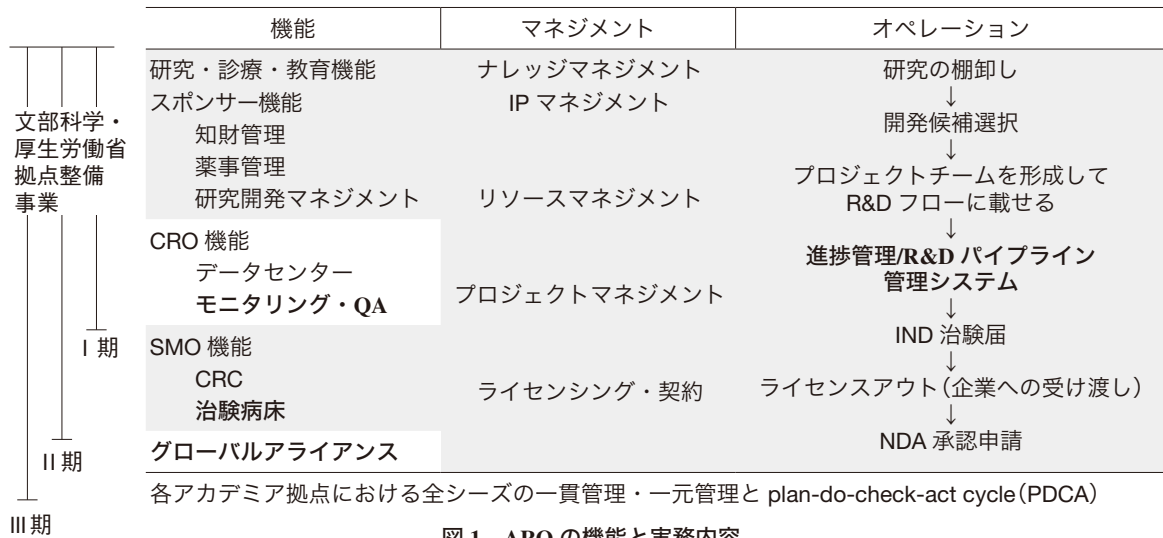 機能 マネジメント オペレーション
研究・診療・教育機能 ナレッジマネジメント 研究の棚卸し
スポンサー機能 IP マネジメント ↓
文部科学・ 知財管理 開発候補選択
厚生労働省 薬事管理 ↓
拠点整備 プロジェクトチームを形成して
事業 研究開発マネジメント リソースマネジメント R&D フローに載せる
↓
CRO 機能 進捗管理/R&D パイプライン
データセンター 管理システム
モニタリング・QA プロジェクトマネジメント ↓
I 期 SMO 機能 IND 治験届
CRC ↓
治験病床 ライセンシング・契約 ライセンスアウト(企業への受け渡し)
↓
II 期 グローバルアライアンス NDA 承認申請
各アカデミア拠点における全シーズの一貫管理・一元管理と plan-do-check-act cycle(PDCA)
III 期
図 1 ARO の機能と実務内容